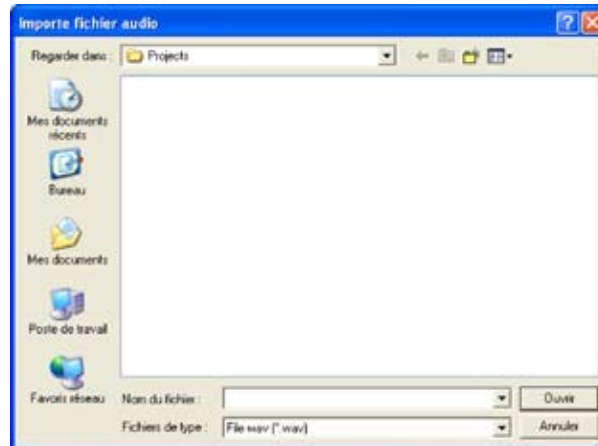 Importe fichier audio
Regarder dans :
Projects
Mes documents
récents
Bureau
Mes documents
Poste de travail
Favoris réseau
Nom du fichier :
Ouvrir
Fichiers de type :
File wav (*.wav)
Annuler